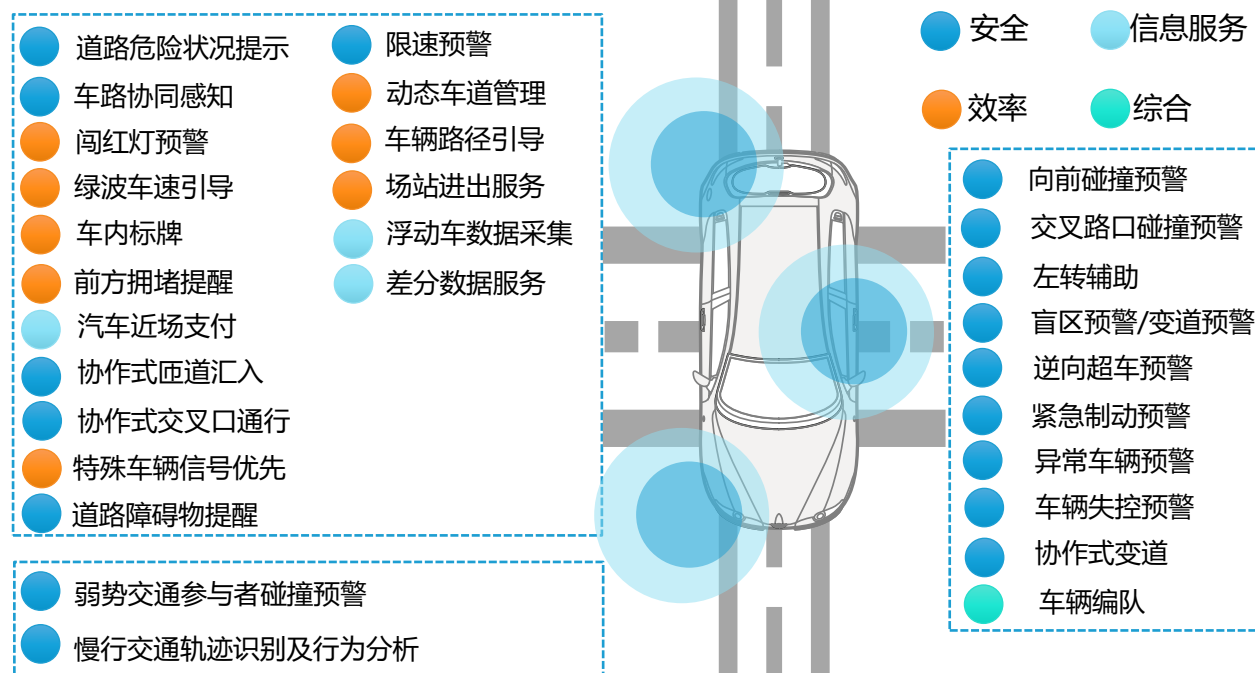 道路危险状况提示
车路协同感知
闯红灯预警
绿波车速引导
车内标牌
前方拥堵提醒
汽车近场支付
协作式匝道汇入
协作式交叉口通行
特殊车辆信号优先
道路障碍物提醒
限速预警
动态车道管理
车辆路径引导
场站进出服务
浮动车数据采集
差分数据服务
弱势交通参与者碰撞预警
慢行交通轨迹识别及行为分析
安全
信息服务
效率
综合
向前碰撞预警
交叉路口碰撞预警
左转辅助
盲区预警/变道预警
逆向超车预警
紧急制动预警
异常车辆预警
车辆失控预警
协作式变道
车辆编队